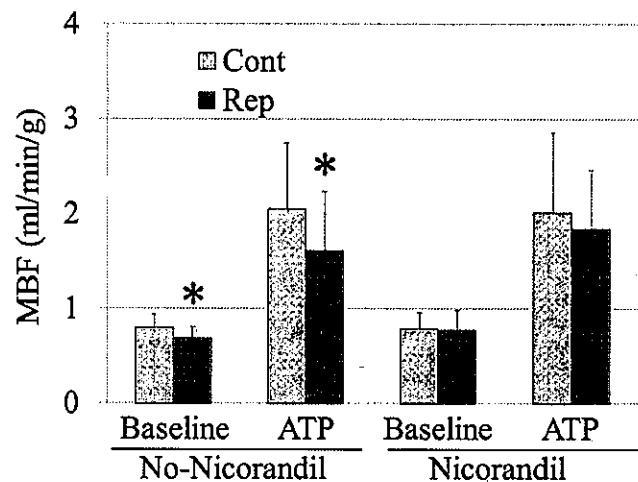 4
Cont
Rep
3
*
2
*
1
0
MBF (ml/min/g)
Baseline ATP Baseline ATP
No-Nicorandil Nicorandil